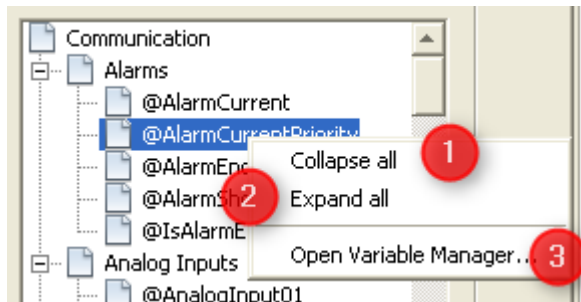 Communication
Alarms
@AlarmCurrent
@AlarmCurrentPriority
Collapse all
1
@AlarmEn
2
Expand all
@AlarmSh
@IsAlarmE
Analog Inputs
Open Variable Manager...
3
@AnalogInput01